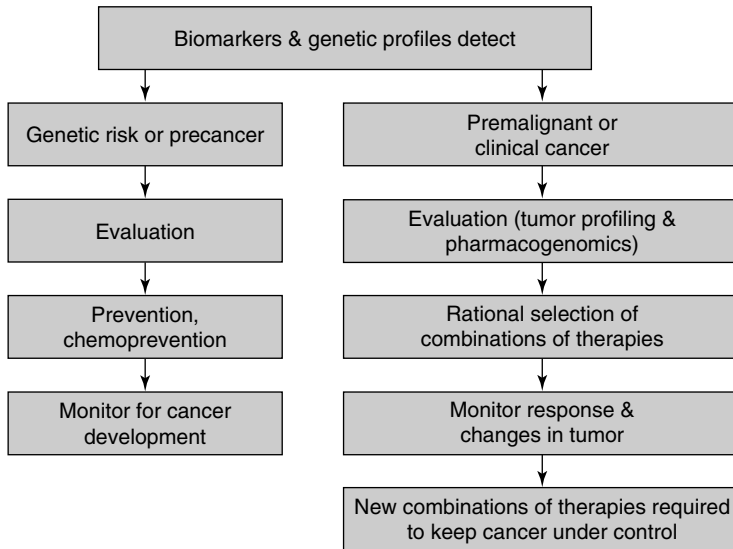 Biomarkers & genetic profiles detect
Genetic risk or precancer
Evaluation
Prevention,
chemoprevention
Monitor for cancer
development
Premalignant or
clinical cancer
Evaluation (tumor profiling &
pharmacogenomics)
Rational selection of
combinations of therapies
Monitor response &
changes in tumor
New combinations of therapies required
to keep cancer under control